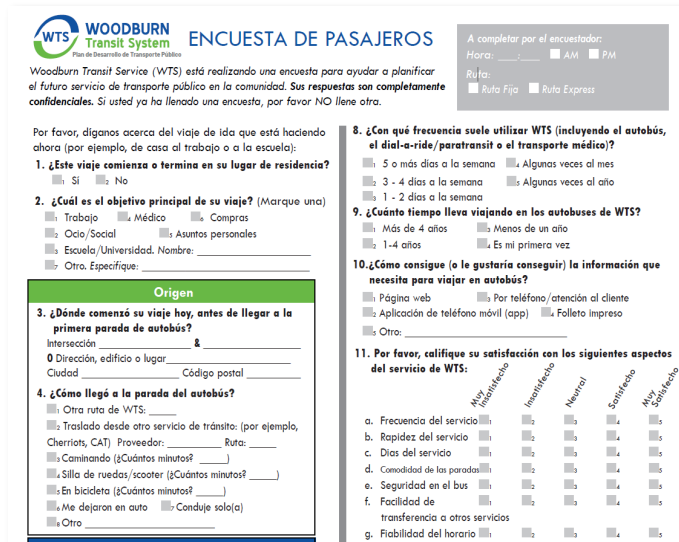 WTS
WOODBURN
Transit System
Plan de Desarrollo de Transporte Público
ENCUESTA DE PASAJEROS
A completar por el encuestador:
Hora: ____:____ AM PM
Ruta:
Ruta Fija Ruta Express
Woodburn Transit Service (WTS) está realizando una encuesta para ayudar a planificar
el futuro servicio de transporte público en la comunidad. Sus respuestas son completamente
confidenciales. Si usted ya ha llenado una encuesta, por favor NO llene otra.
Por favor, díganos acerca del viaje de ida que está haciendo
ahora (por ejemplo, de casa al trabajo o a la escuela):
1. ¿Este viaje comienza o termina en su lugar de residencia?
1 Sí 2 No
2. ¿Cuál es el objetivo principal de su viaje? (Marque una)
1 Trabajo 4 Médico 6 Compras
2 Ocio/Social 5 Asuntos personales
3 Escuela/Universidad. Nombre: ____________________
7 Otro. Especifique: ____________________
Origen
3. ¿Dónde comenzó su viaje hoy, antes de llegar a la
primera parada de autobús?
Intersección ____________________ & ____________________
O Dirección, edificio o lugar____________________
Ciudad ____________________ Código postal __________
4. ¿Cómo llegó a la parada del autobús?
1 Otra ruta de WTS: _____
2 Traslado desde otro servicio de tránsito: (por ejemplo,
Cherriots, CAT) Proveedor: __________ Ruta: _____
3 Caminando (¿Cuántos minutos? _____)
4 Silla de ruedas/scooter (¿Cuántos minutos? _____)
5 En bicicleta (¿Cuántos minutos? _____)
6 Me dejaron en auto 7 Conduje solo(a)
8 Otro ____________________
8. ¿Con qué frecuencia suele utilizar WTS (incluyendo el autobús,
el dial-a-ride/paratransit o el transporte médico)?
1 5 o más días a la semana 4 Algunas veces al mes
2 3 - 4 días a la semana 5 Algunas veces al año
3 1 - 2 días a la semana
9. ¿Cuánto tiempo lleva viajando en los autobuses de WTS?
1 Más de 4 años 3 Menos de un año
2 1-4 años 4 Es mi primera vez
10.¿Cómo consigue (o le gustaría conseguir) la información que
necesita para viajar en autobús?
1 Página web 3 Por teléfono/atención al cliente
2 Aplicación de teléfono móvil (app) 4 Folleto impreso
5 Otro: ____________________
11. Por favor, califique su satisfacción con los siguientes aspectos
del servicio de WTS:
Muy Insatisfecho Insatisfecho Neutral Satisfecho Muy Satisfecho
a. Frecuencia del servicio 1 2 3 4 5
b. Rapidez del servicio 1 2 3 4 5
c. Días del servicio 1 2 3 4 5
d. Comodidad de las paradas 1 2 3 4 5
e. Seguridad en el bus 1 2 3 4 5
f. Facilidad de 1 2 3 4 5
transferencia a otros servicios
g. Fiabilidad del horario 1 2 3 4 5